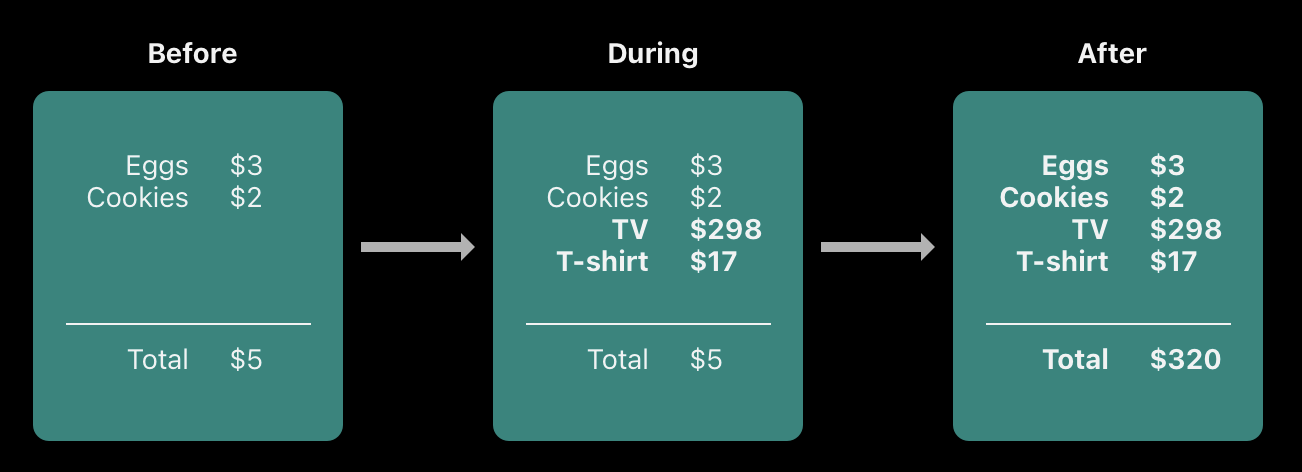 Before
Eggs $3
Cookies $2
Total $5
During
Eggs $3
Cookies $2
TV $298
T-shirt $17
Total $5
After
Eggs $3
Cookies $2
TV $298
T-shirt $17
Total $320